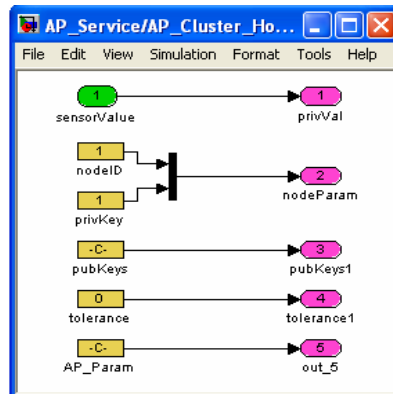 AP_Service/AP_Cluster_Ho...
File Edit View Simulation Format Tools Help
1 1
sensorValue privVal
1
nodeID
2
nodeParam
1
privKey
-C- 3
pubKeys pubKeys1
0 4
tolerance tolerance1
-C- 5
AP_Param out_5